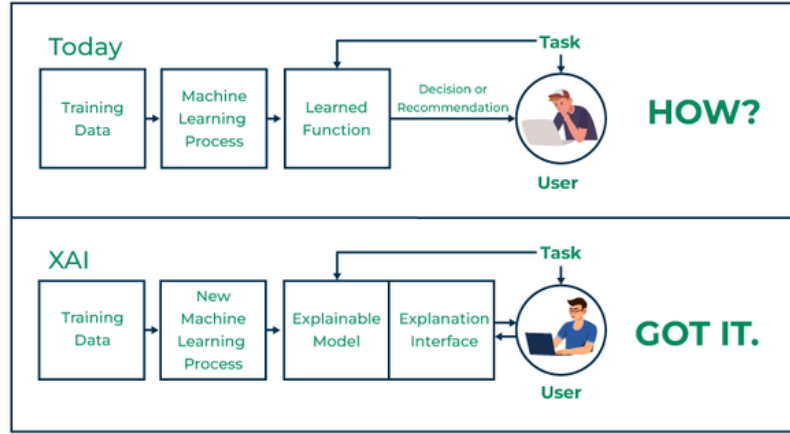 Today
Task
Training
Data
Machine
Learning
Process
Learned
Function
Decision or
Recommendation
User
HOW?
XAI
Task
Training
Data
New
Machine
Learning
Process
Explainable
Model
Explanation
Interface
User
GOT IT.